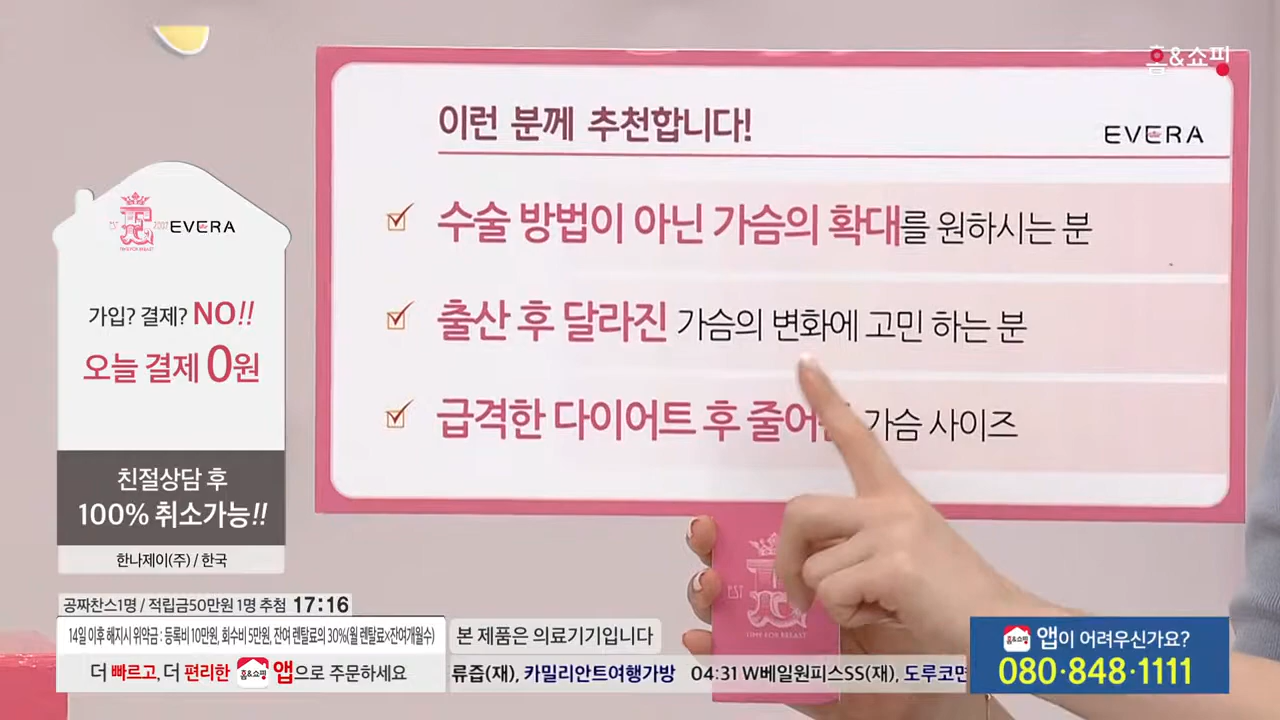 홈&쇼핑
이런 분께 추천합니다!
EVERA
수술 방법이 아닌 가슴의 확대를 원하시는 분
출산 후 달라진 가슴의 변화에 고민 하는 분
급격한 다이어트 후 줄어 가슴 사이즈
EST 2007 EVERA
TIME FOR BREAST
가입? 결제? NO!!
오늘 결제 0원
친절상담 후
100% 취소가능!!
한나제이(주) / 한국
EST
TIME FOR BREAST
공짜찬스1명 / 적립금50만원 1명 추첨 17:16
14일 이후 해지시 위약금 : 등록비 10만원, 회수비 5만원, 잔여 렌탈료의 30%(월 렌탈료x잔여개월수)
본 제품은 의료기기입니다
더 빠르고, 더 편리한 홈&쇼핑 앱으로 주문하세요
류즙(재), 카밀리안트여행가방 04:31 W베일원피스SS(재), 도루코면
홈&쇼핑 앱이 어려우신가요?
080·848·1111